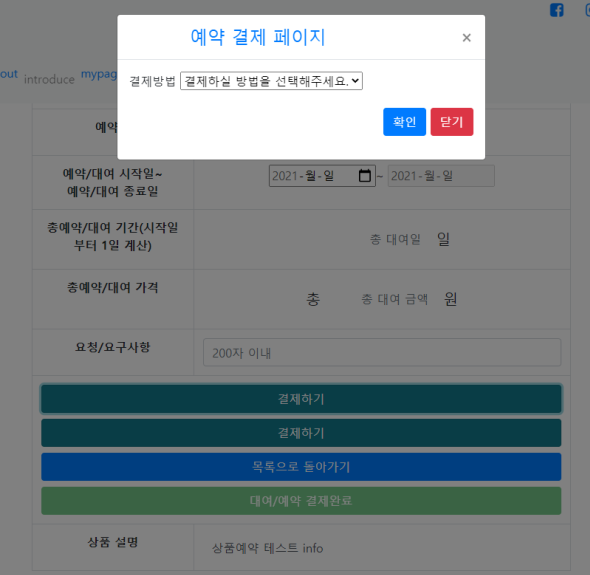 예약 결제 페이지 ×
결제방법 결제하실 방법을 선택해주세요.
확인 닫기
out introduce mypag
예약
예약/대여 시작일~
예약/대여 종료일
2021-월-일 ~ 2021-월-일
총예약/대여 기간(시작일
부터 1일 계산)
총 대여일 일
총예약/대여 가격
총 총 대여 금액 원
요청/요구사항
200자 이내
결제하기
결제하기
목록으로 돌아가기
대여/예약 결제완료
상품 설명
상품예약 테스트 info